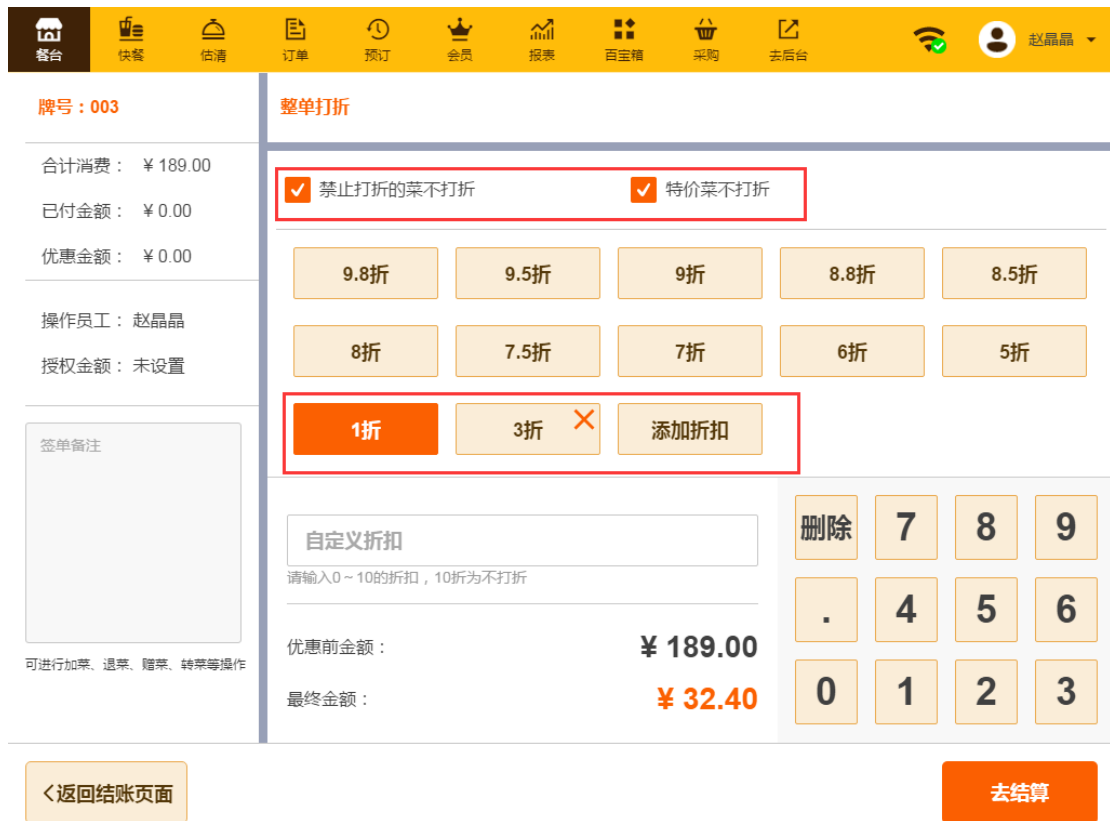 餐台 快餐 估清 订单 预订 会员 报表 百宝箱 采购 去后台 赵晶晶
牌号：003
合计消费： ￥189.00
已付金额： ￥0.00
优惠金额： ￥0.00
操作员工： 赵晶晶
授权金额： 未设置
签单备注
可进行加菜、退菜、赠菜、转菜等操作
整单打折
禁止打折的菜不打折 特价菜不打折
9.8折 9.5折 9折 8.8折 8.5折
8折 7.5折 7折 6折 5折
1折 3折 添加折扣
自定义折扣
请输入0～10的折扣，10折为不打折
优惠前金额： ￥189.00
最终金额： ￥32.40
删除 7 8 9
. 4 5 6
0 1 2 3
<返回结账页面 去结算